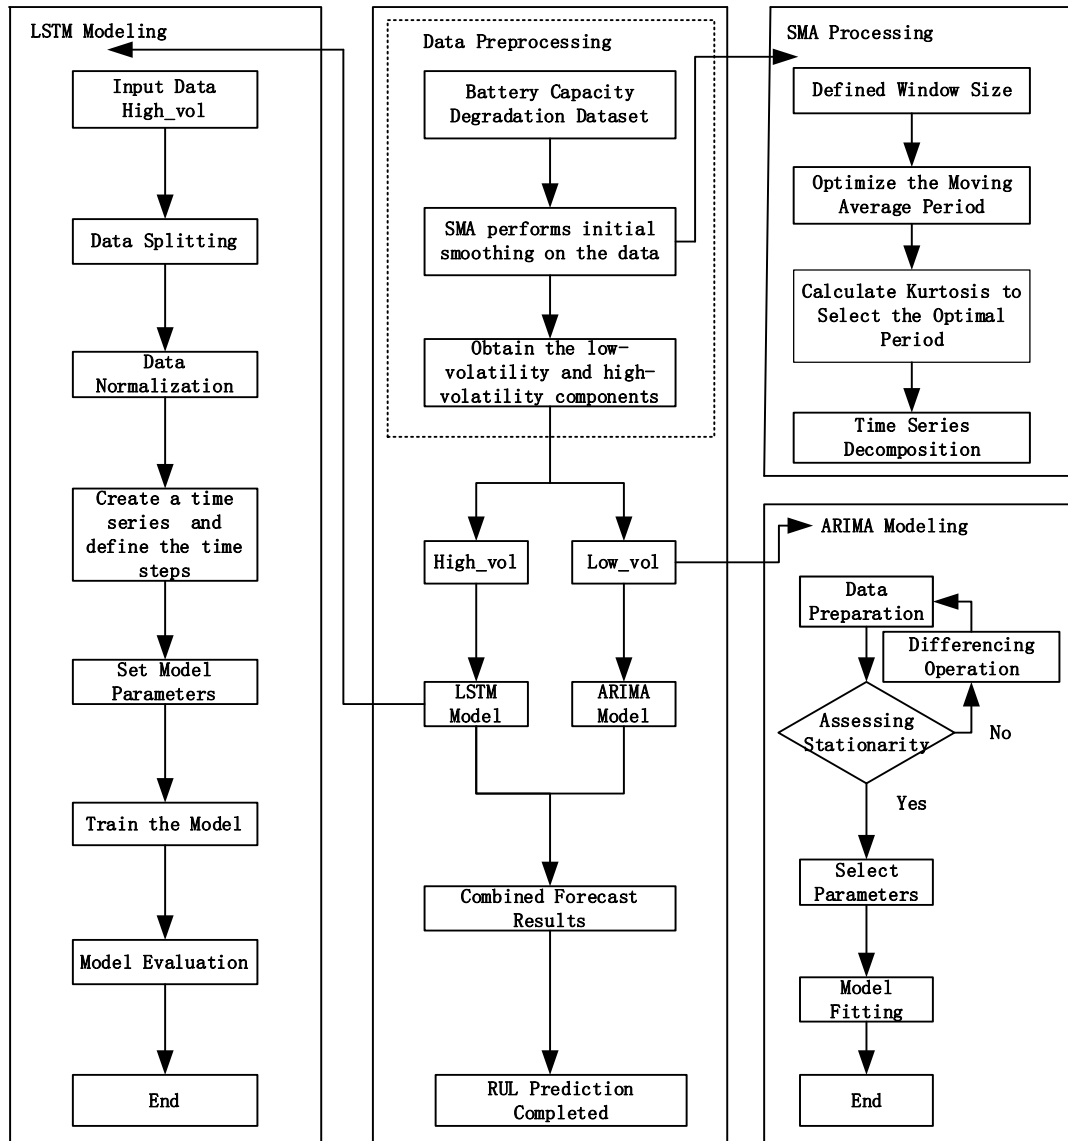 LSTM Modeling
Input Data
High_vol
Data Splitting
Data
Normalization
Create a time
series and
define the time
steps
Set Model
Parameters
Train the Model
Model Evaluation
End
Data Preprocessing
Battery Capacity
Degradation Dataset
SMA performs initial
smoothing on the data
Obtain the low-
volatility and high-
volatility components
High_vol
Low_vol
LSTM
Model
ARIMA
Model
Combined Forecast
Results
RUL Prediction
Completed
SMA Processing
Defined Window Size
Optimize the Moving
Average Period
Calculate Kurtosis to
Select the Optimal
Period
Time Series
Decomposition
ARIMA Modeling
Data
Preparation
Differencing
Operation
Assessing
Stationarity
No
Yes
Select
Parameters
Model
Fitting
End